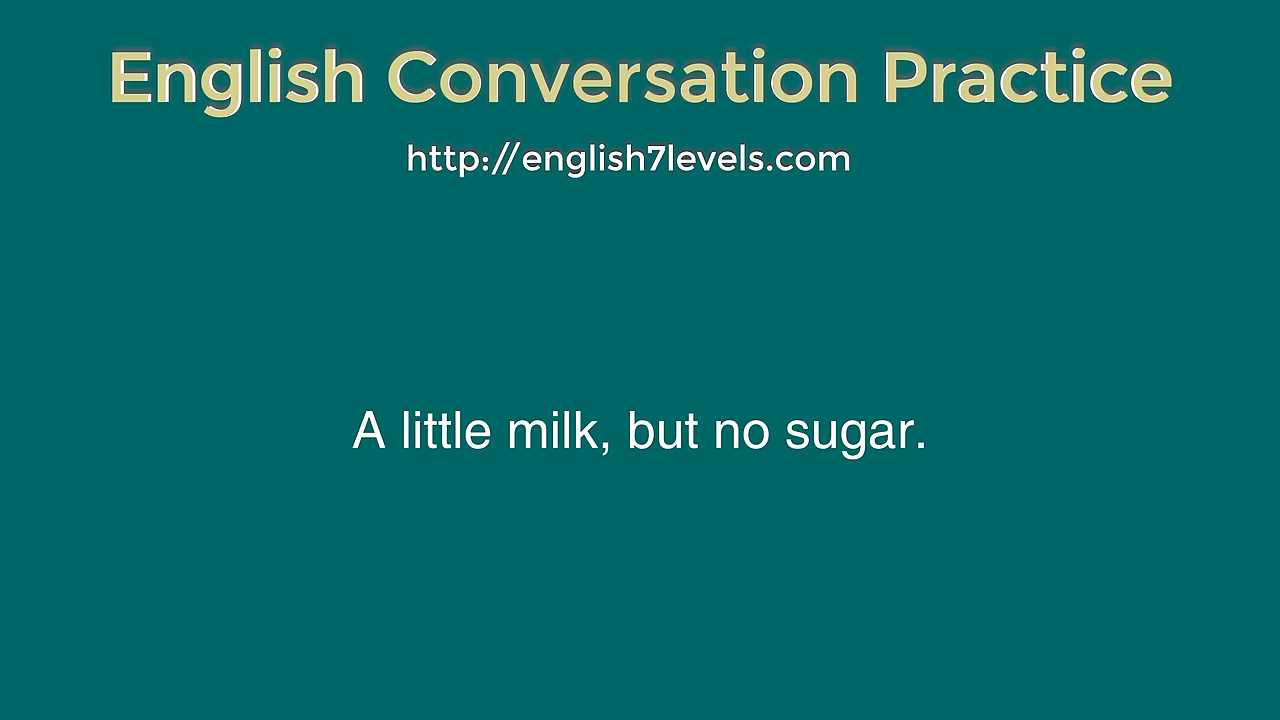 English Conversation Practice
http://english7levels.com
A little milk, but no sugar.